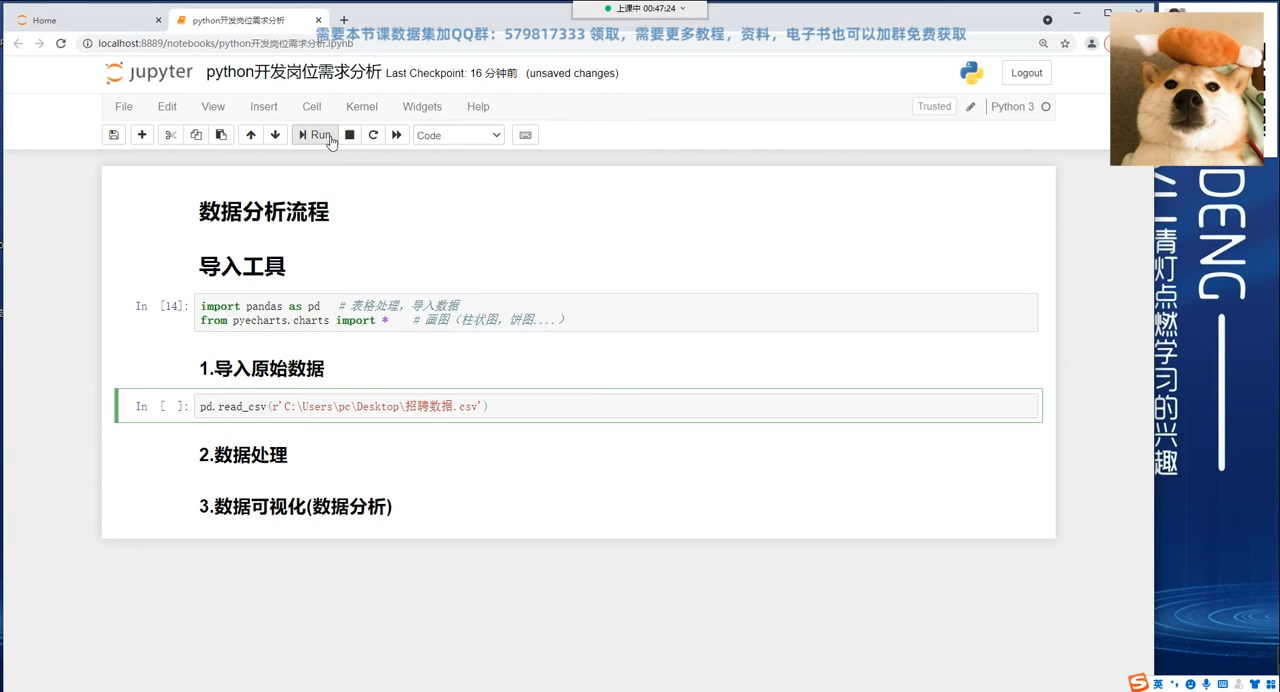 上课中 00:47:24
Home
python开发岗位需求分析
需要本节课数据集加QQ群：579817333 领取，需要更多教程，资料，电子书也可以加群免费获取
localhost:8889/notebooks/python开发岗位需求分析.ipynb
jupyter python开发岗位需求分析 Last Checkpoint: 16 分钟前 (unsaved changes)
Logout
File Edit View Insert Cell Kernel Widgets Help
Trusted
Python 3
Run
Code
数据分析流程
导入工具
In [14]: import pandas as pd # 表格处理，导入数据
from pyecharts.charts import * # 画图（柱状图，饼图....）
1.导入原始数据
In [ ]: pd.read_csv(r'C:\Users\pc\Desktop\招聘数据.csv')
2.数据处理
3.数据可视化(数据分析)
DENG
青灯点燃学习的兴趣
英